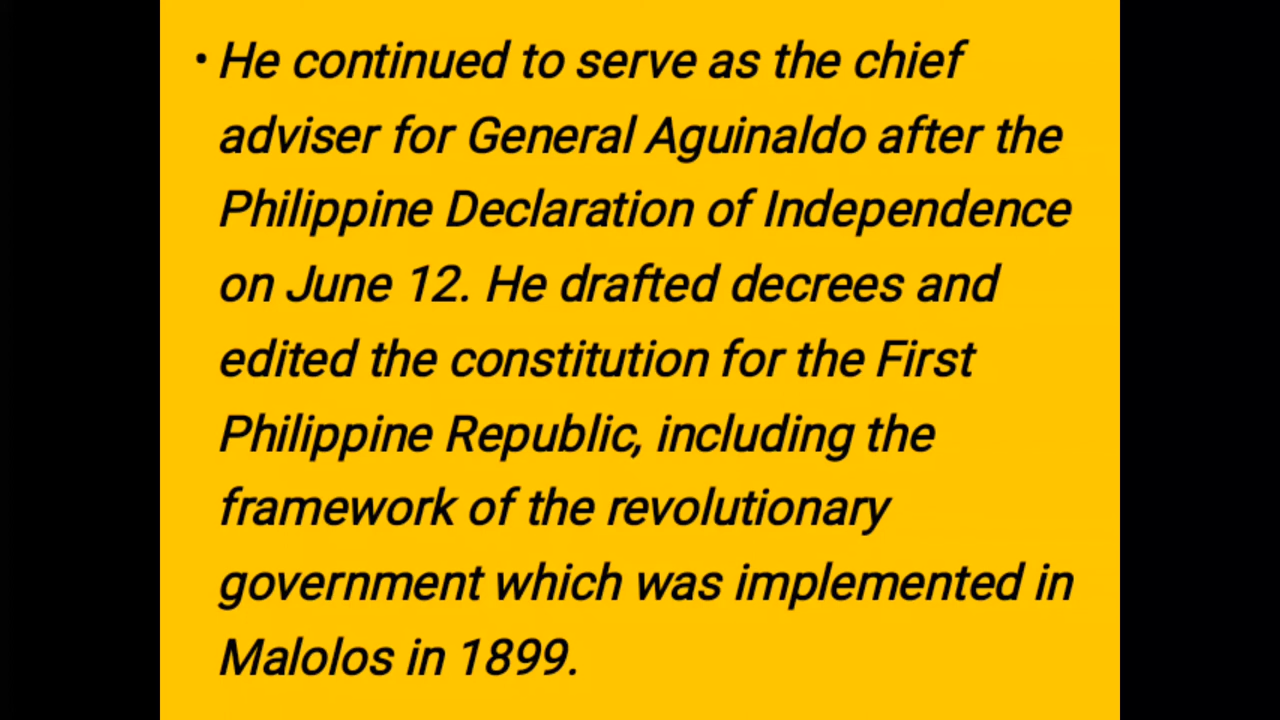 • He continued to serve as the chief
adviser for General Aguinaldo after the
Philippine Declaration of Independence
on June 12. He drafted decrees and
edited the constitution for the First
Philippine Republic, including the
framework of the revolutionary
government which was implemented in
Malolos in 1899.